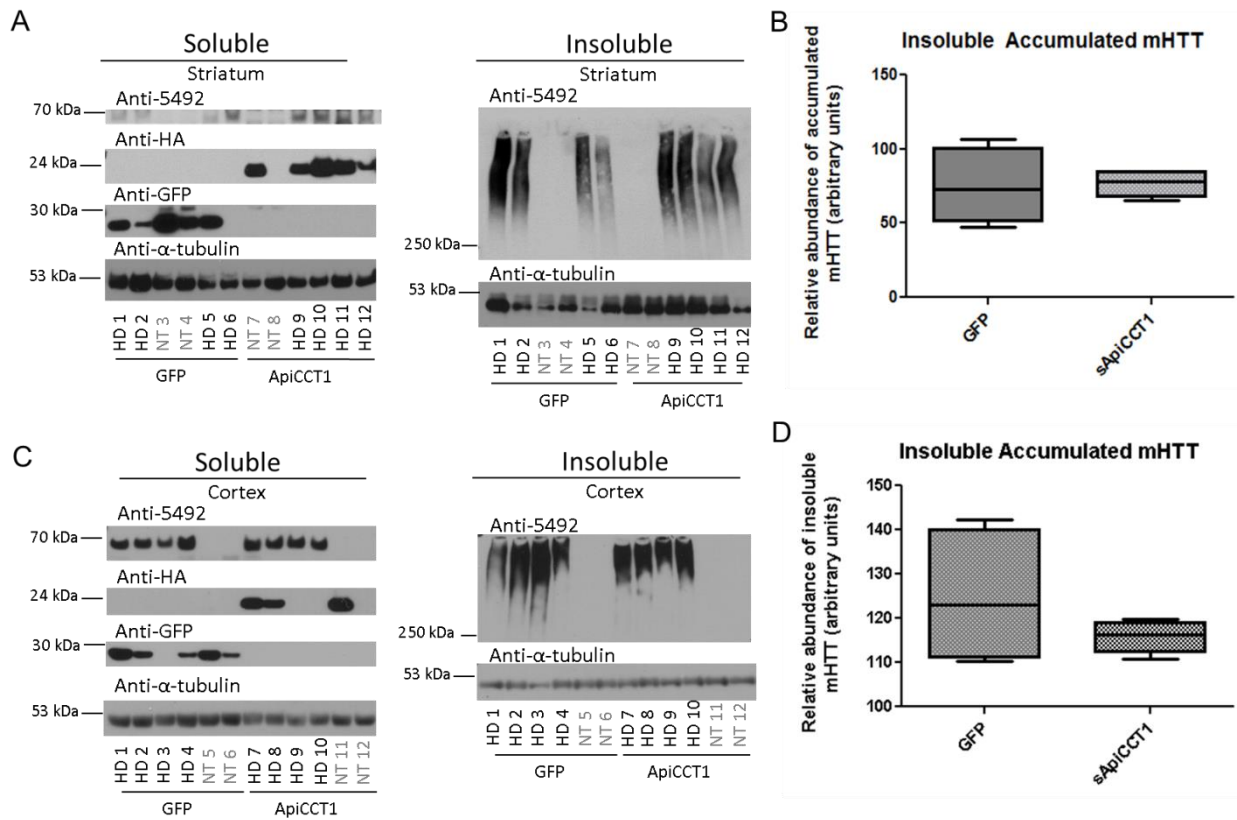 A
Soluble
Striatum
Anti-5492
70 kDa
Anti-HA
24 kDa
Anti-GFP
30 kDa
Anti-α-tubulin
53 kDa
HD 1
HD 2
NT 3
NT 4
HD 5
HD 6
NT 7
NT 8
HD 9
HD 10
HD 11
HD 12
GFP
ApiCCT1
Insoluble
Striatum
Anti-5492
250 kDa
Anti-α-tubulin
53 kDa
HD 1
HD 2
NT 3
NT 4
HD 5
HD 6
NT 7
NT 8
HD 9
HD 10
HD 11
HD 12
GFP
ApiCCT1
B
Insoluble Accumulated mHTT
Relative abundance of accumulated
mHTT (arbitrary units)
150
100
50
0
GFP
sApiCCT1
C
Soluble
Cortex
Anti-5492
70 kDa
Anti-HA
24 kDa
Anti-GFP
30 kDa
Anti-α-tubulin
53 kDa
HD 1
HD 2
HD 3
HD 4
NT 5
NT 6
HD 7
HD 8
HD 9
HD 10
NT 11
NT 12
GFP
ApiCCT1
Insoluble
Cortex
Anti-5492
250 kDa
Anti-α-tubulin
53 kDa
HD 1
HD 2
HD 3
HD 4
NT 5
NT 6
HD 7
HD 8
HD 9
HD 10
NT 11
NT 12
GFP
ApiCCT1
D
Insoluble Accumulated mHTT
Relative abundance of insoluble
mHTT (arbitrary units)
150
140
130
120
110
100
GFP
sApiCCT1